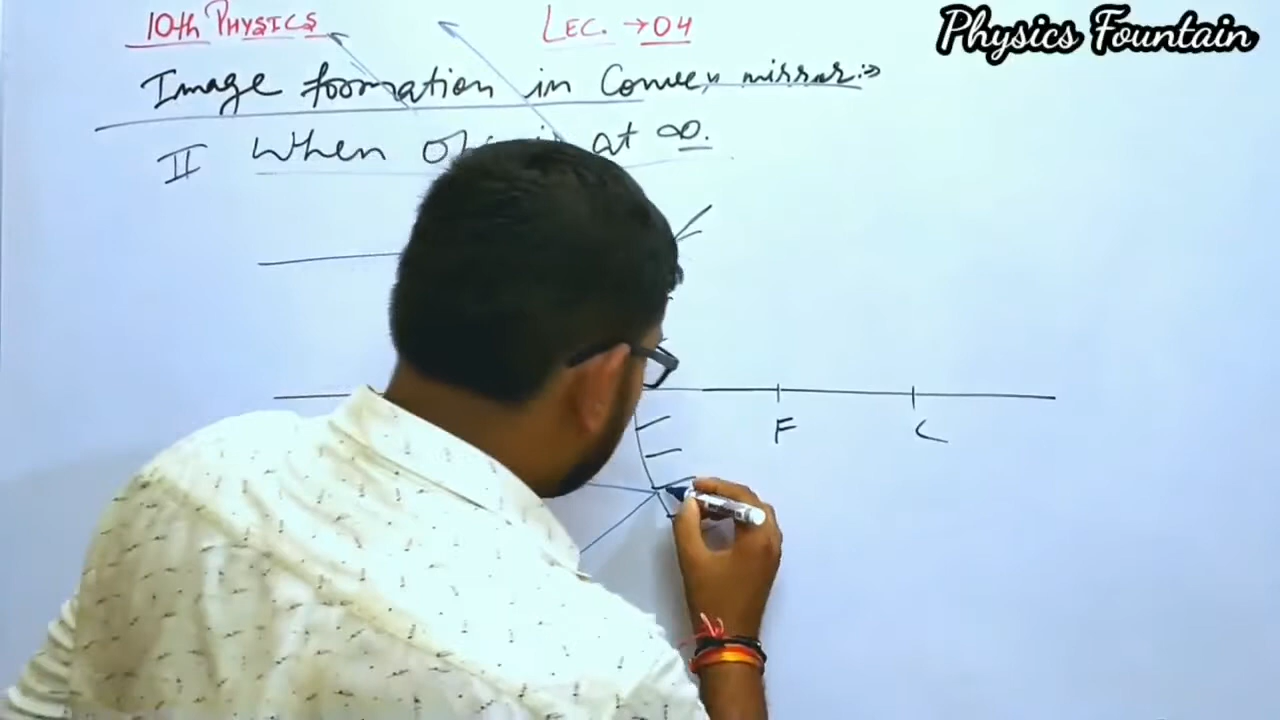 10th PHYSICS LEC. → 04
Physics Fountain
Image formation in Convex mirror :->
II When at ∞.
F C